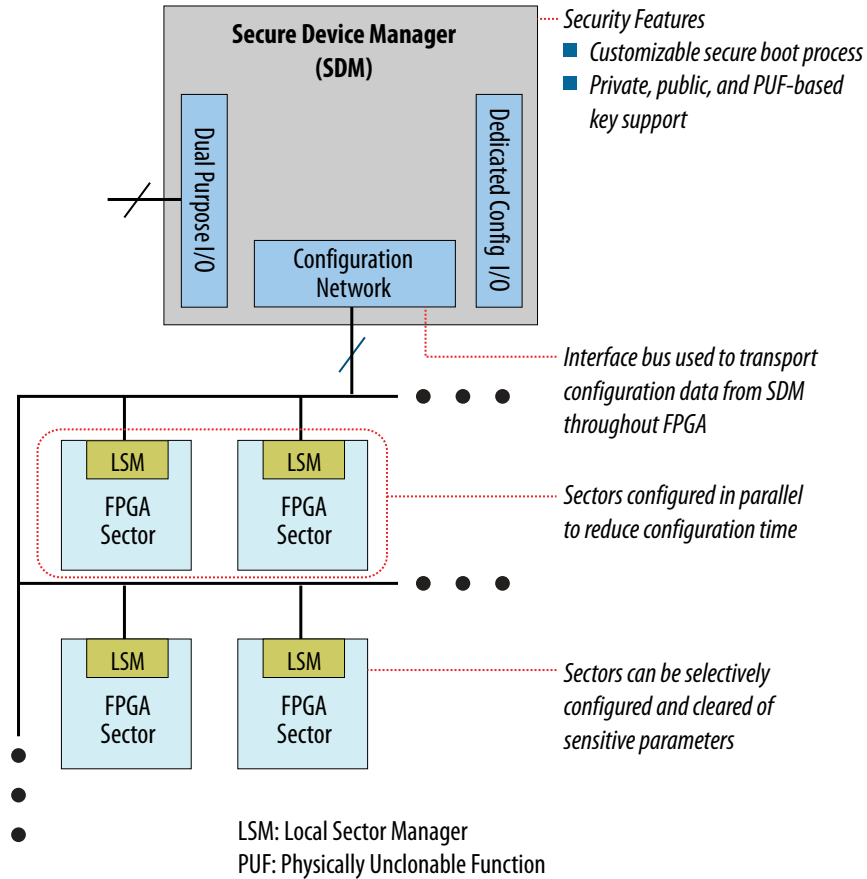 Secure Device Manager
(SDM)
Security Features
Customizable secure boot process
Private, public, and PUF-based
key support
Dual Purpose I/O
Dedicated Config I/O
Configuration
Network
Interface bus used to transport
configuration data from SDM
throughout FPGA
LSM
FPGA
Sector
LSM
FPGA
Sector
Sectors configured in parallel
to reduce configuration time
LSM
FPGA
Sector
LSM
FPGA
Sector
Sectors can be selectively
configured and cleared of
sensitive parameters
LSM: Local Sector Manager
PUF: Physically Unclonable Function